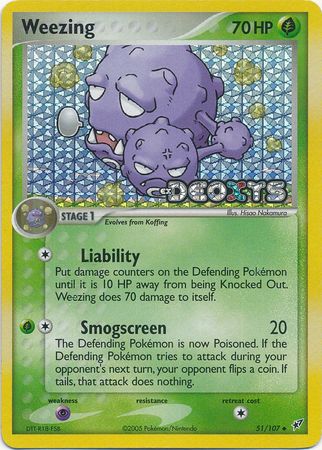 Weezing
70 HP
DEOXYS
Illus. Hisao Nakamura
STAGE 1
Evolves from Koffing
Liability
Put damage counters on the Defending Pokémon
until it is 10 HP away from being Knocked Out.
Weezing does 70 damage to itself.
Smogscreen 20
The Defending Pokémon is now Poisoned. If the
Defending Pokémon tries to attack during your
opponent's next turn, your opponent flips a coin. If
tails, that attack does nothing.
weakness resistance retreat cost
©2005 Pokémon/Nintendo
51/107